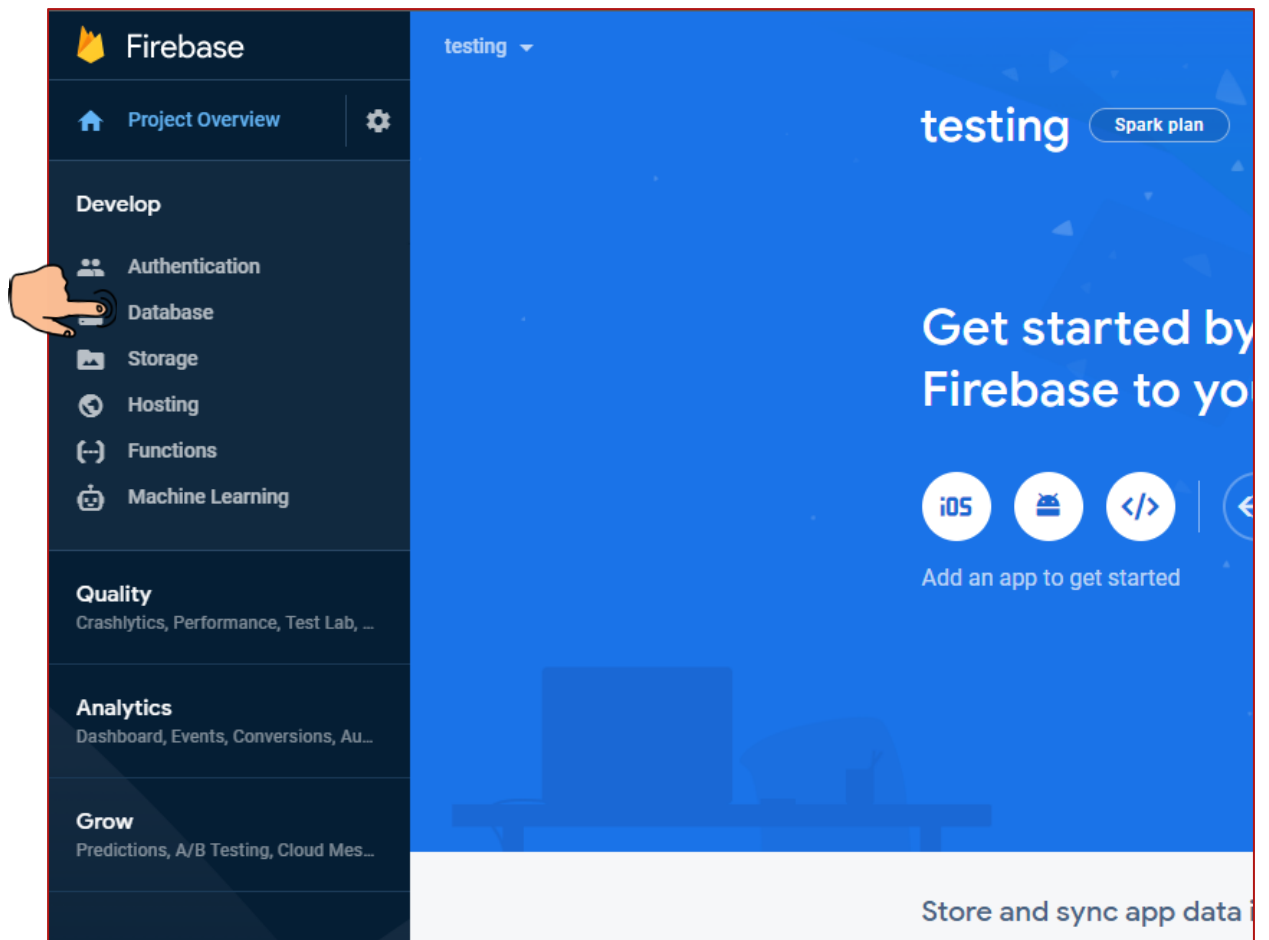 Firebase
Project Overview
Develop
Authentication
Database
Storage
Hosting
Functions
Machine Learning
Quality
Crashlytics, Performance, Test Lab, ...
Analytics
Dashboard, Events, Conversions, Au...
Grow
Predictions, A/B Testing, Cloud Mes...
testing
testing Spark plan
Get started by
Firebase to you
iOS </>
Add an app to get started
Store and sync app data i